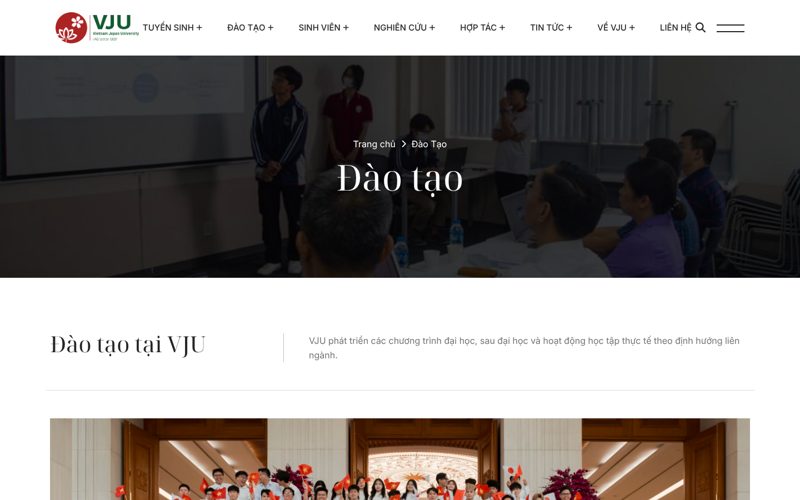 VJU
Vietnam Japan University
TUYỂN SINH +
ĐÀO TẠO +
SINH VIÊN +
NGHIÊN CỨU +
HỢP TÁC +
TIN TỨC +
VỀ VJU +
LIÊN HỆ
Trang chủ > Đào Tạo
Đào tạo
Đào tạo tại VJU
VJU phát triển các chương trình đại học, sau đại học và hoạt động học tập thực tế theo định hướng liên
ngành.